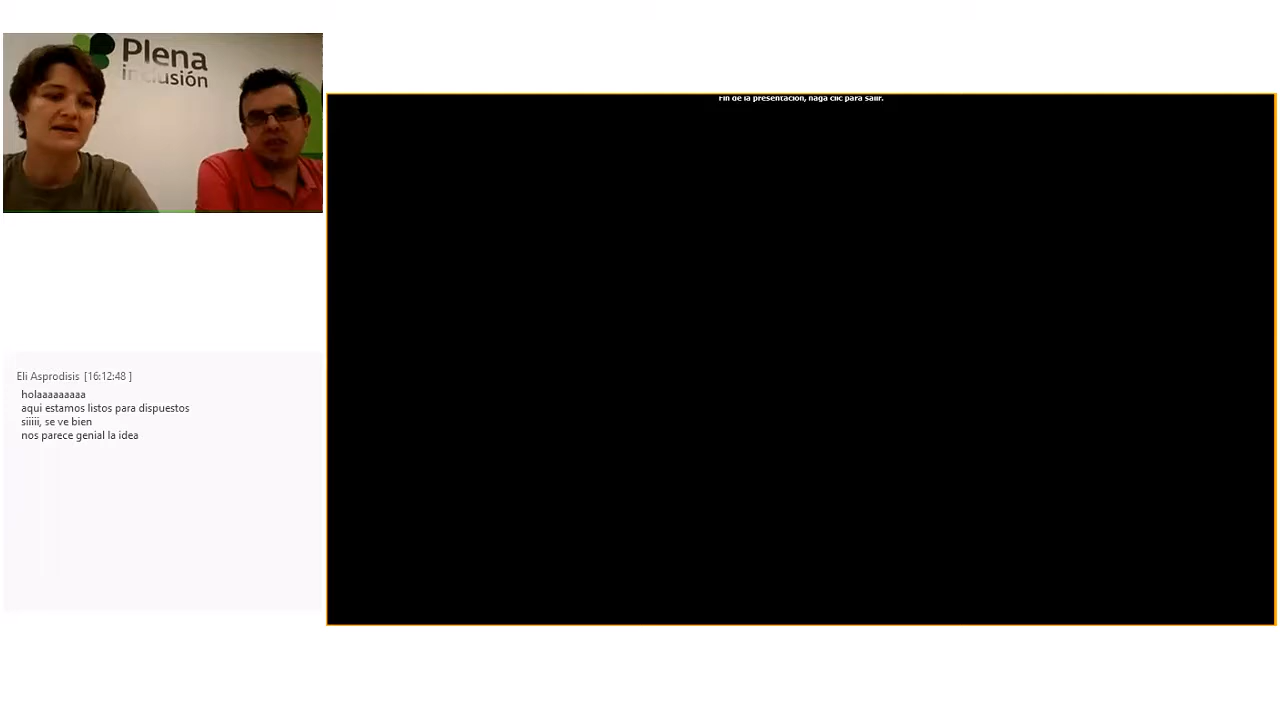 Plena
inclusión
Fin de la presentación, haga clic para salir.
Eli Asprodisis [16:12:48 ]
holaaaaaaaaa
aqui estamos listos para dispuestos
siiiii, se ve bien
nos parece genial la idea